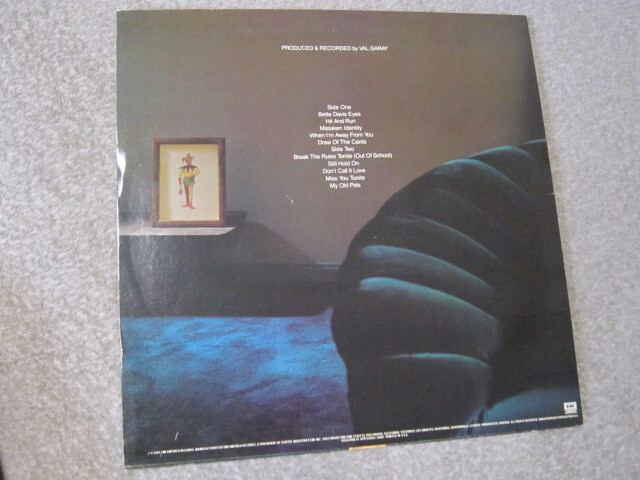 PRODUCED & RECORDED by VAL GARAY
Side One
Bette Davis Eyes
Hit And Run
Mistaken Identity
When I'm Away From You
Draw Of The Cards
Side Two
Break The Rules Tonite (Out Of School)
Still Hold On
Don't Call It Love
Miss You Tonite
My Old Pals
EMI